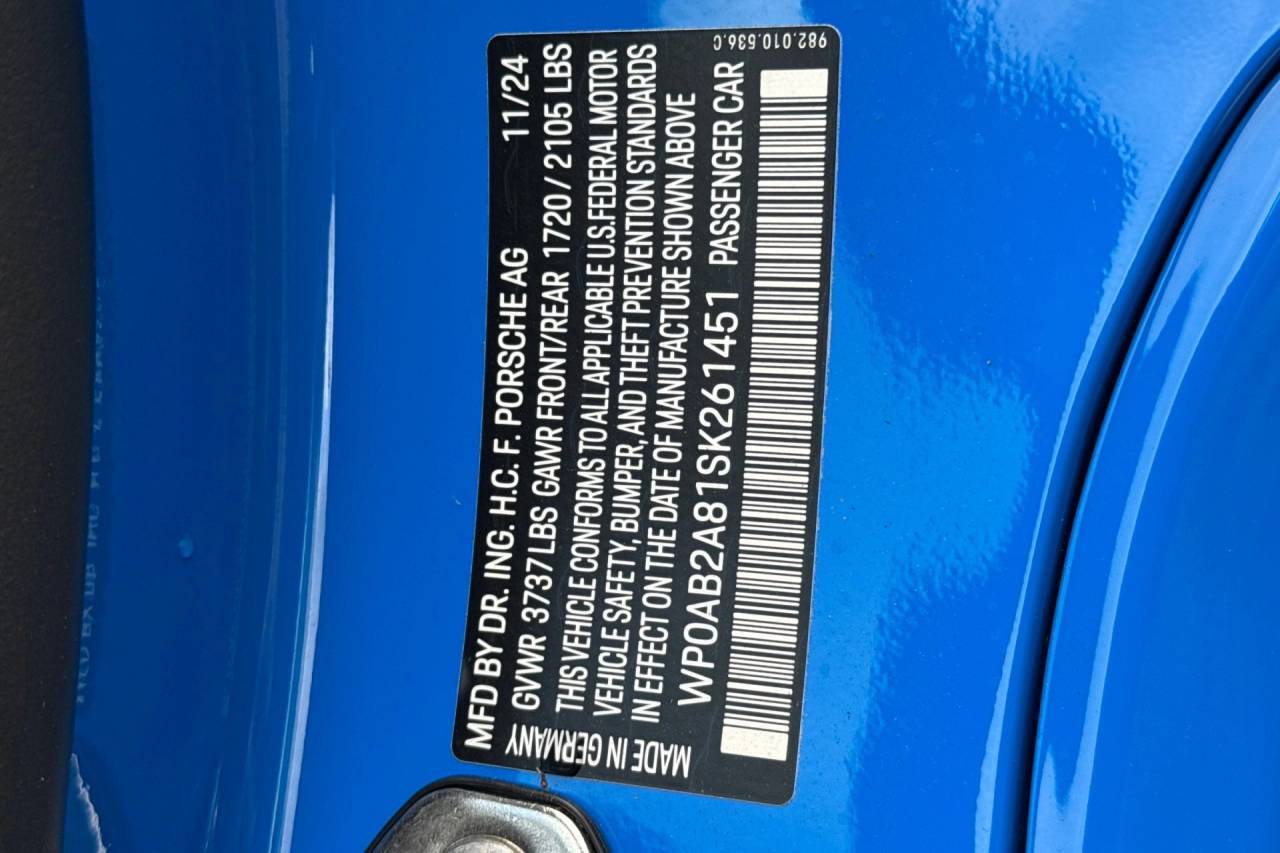 MFD BY DR. ING. H.C. F. PORSCHE AG 11/24
GVWR 3737 LBS GAWR FRONT/REAR 1720 / 2105 LBS
THIS VEHICLE CONFORMS TO ALL APPLICABLE U.S.FEDERAL MOTOR
VEHICLE SAFETY, BUMPER, AND THEFT PREVENTION STANDARDS
IN EFFECT ON THE DATE OF MANUFACTURE SHOWN ABOVE
WP0AB2A81SK261451 PASSENGER CAR
MADE IN GERMANY
982.010.536.C